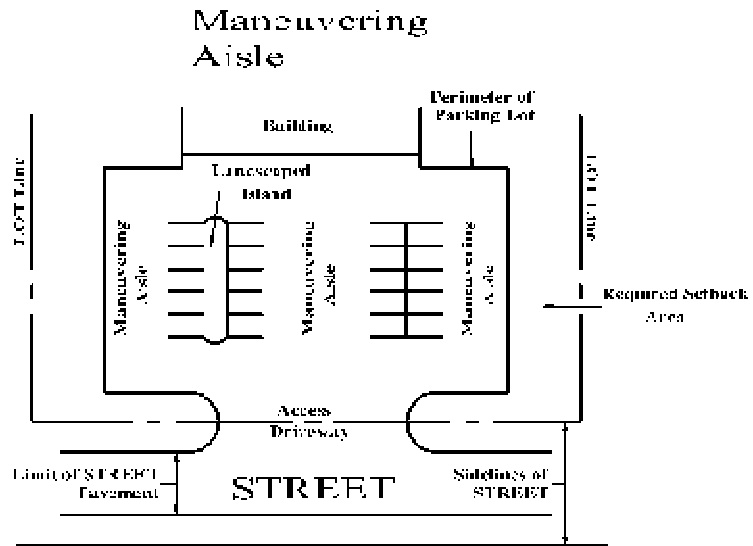 Maneuvering
Aisle
Perimeter of
Parking Lot
Building
Landscaped
Island
LOT Line
LOT Line
Maneuvering
Aisle
Maneuvering
Aisle
Maneuvering
Aisle
Required Setback
Area
Access
Driveway
Limit of STREET
Pavement
STREET
Sidelines of
STREET